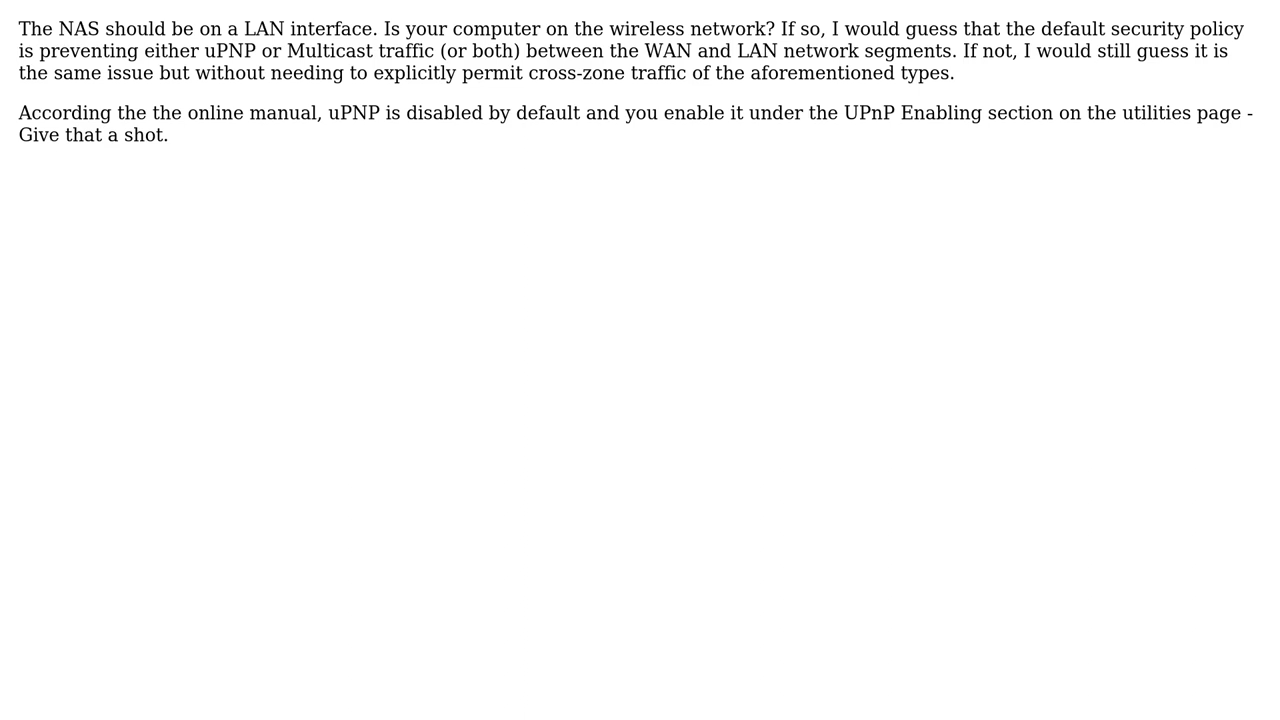 The NAS should be on a LAN interface. Is your computer on the wireless network? If so, I would guess that the default security policy
is preventing either uPNP or Multicast traffic (or both) between the WAN and LAN network segments. If not, I would still guess it is
the same issue but without needing to explicitly permit cross-zone traffic of the aforementioned types.
According the the online manual, uPNP is disabled by default and you enable it under the UPnP Enabling section on the utilities page -
Give that a shot.